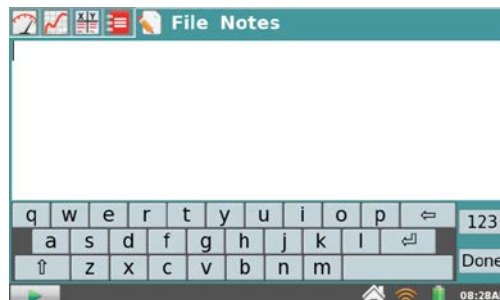 X Y
File Notes
q w e r t y u i o p ⇦
123
a s d f g h j k l ⏎
⇧ z x c v b n m
Done
08:28A